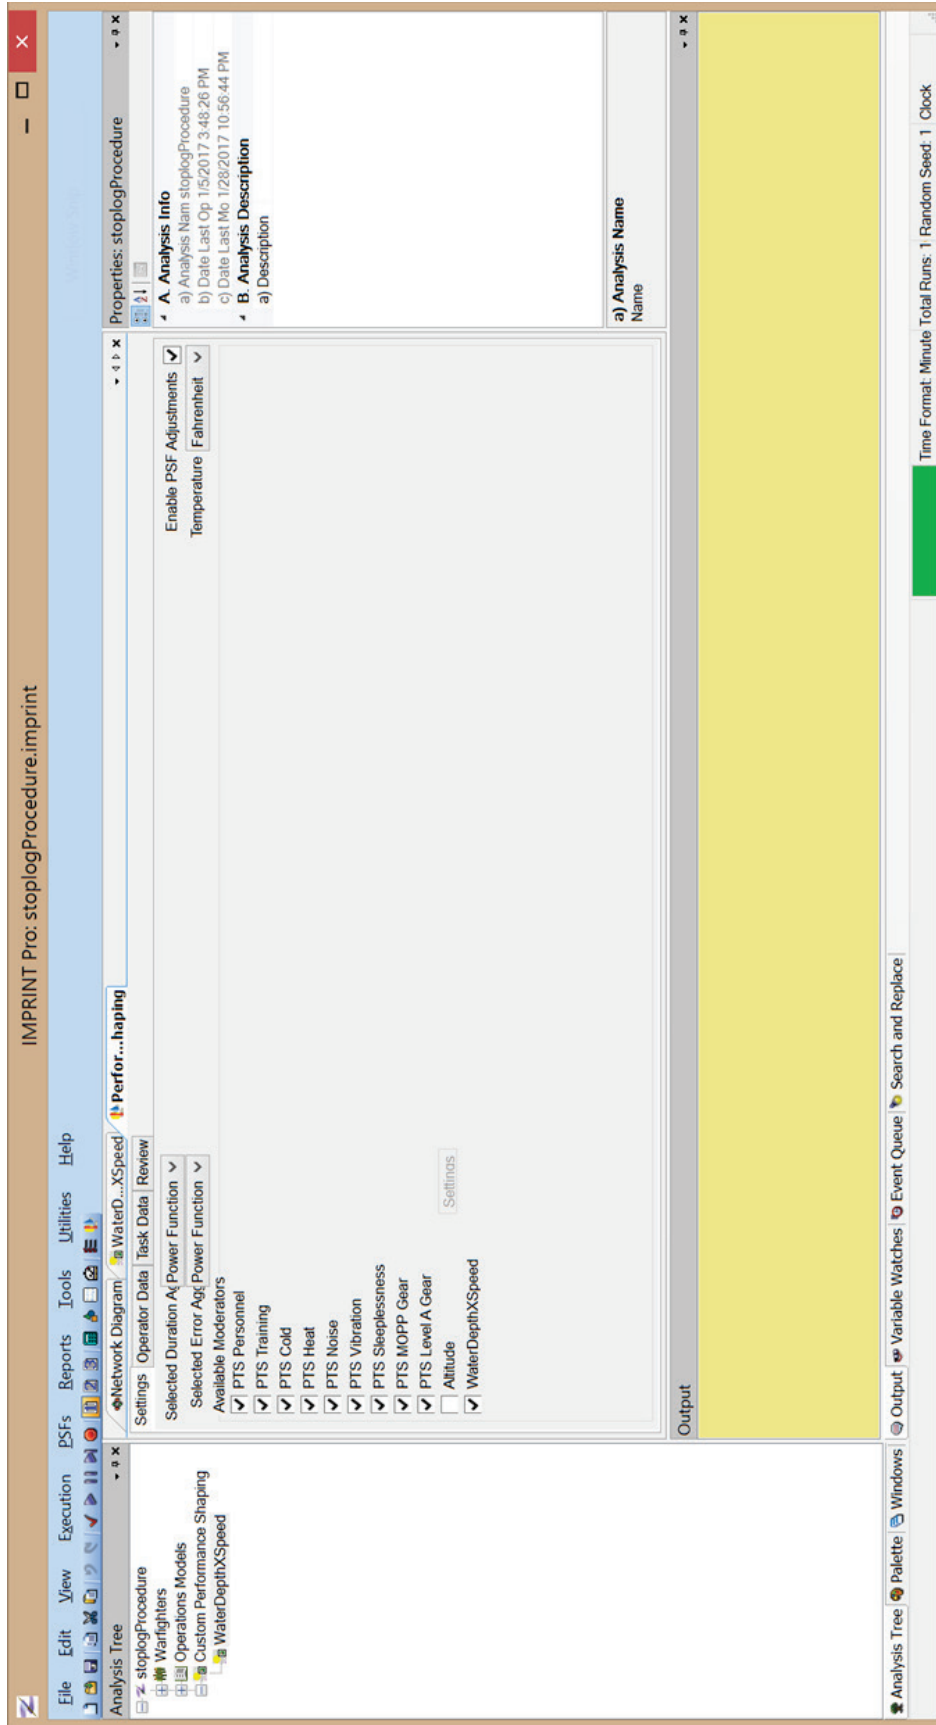 IMPRINT Pro: stoplogProcedure.imprint
File Edit View Execution PSFs Reports Tools Utilities Help
Analysis Tree
stoplogProcedure
Warfighters
Operations Models
Custom Performance Shaping
WaterDepthXSpeed
Network Diagram WaterD...XSpeed Perfor...haping
Settings Operator Data Task Data Review
Selected Duration Ag Power Function
Selected Error Agg Power Function
Enable PSF Adjustments
Temperature Fahrenheit
Available Moderators
PTS Personnel
PTS Training
PTS Cold
PTS Heat
PTS Noise
PTS Vibration
PTS Sleeplessness
PTS MOPP Gear
PTS Level A Gear
Altitude Settings
WaterDepthXSpeed
Properties: stoplogProcedure
A. Analysis Info
a) Analysis Nam stoplogProcedure
b) Date Last Op 1/5/2017 3:48:26 PM
c) Date Last Mo 1/28/2017 10:56:44 PM
B. Analysis Description
a) Description
a) Analysis Name
Name
Output
Analysis Tree Palette Windows
Output Variable Watches Event Queue Search and Replace
Time Format: Minute Total Runs: 1 Random Seed: 1 Clock